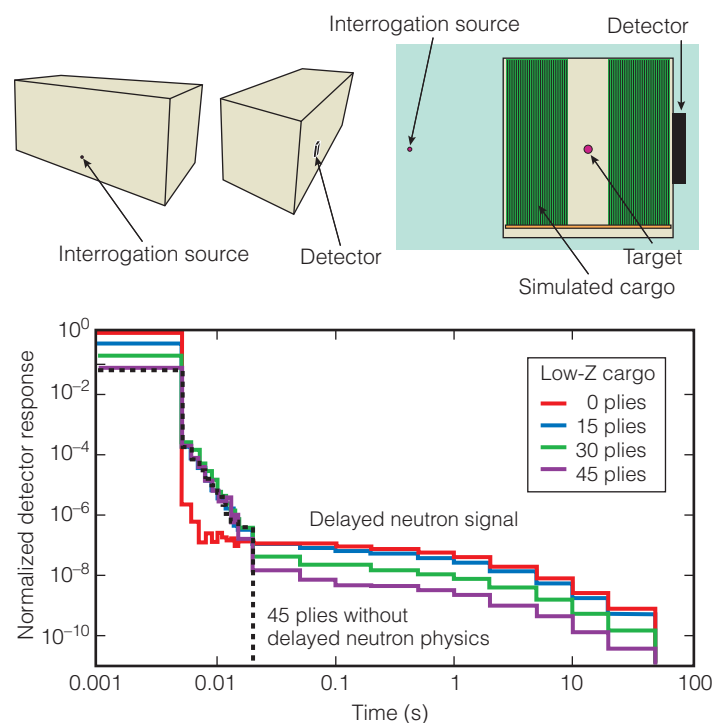 Interrogation source
Detector
Interrogation source
Detector
Target
Simulated cargo
Normalized detector response
10⁰
10⁻²
10⁻⁴
10⁻⁶
10⁻⁸
10⁻¹⁰
Low-Z cargo
0 plies
15 plies
30 plies
45 plies
Delayed neutron signal
45 plies without
delayed neutron physics
0.001
0.01
0.1
1
10
100
Time (s)